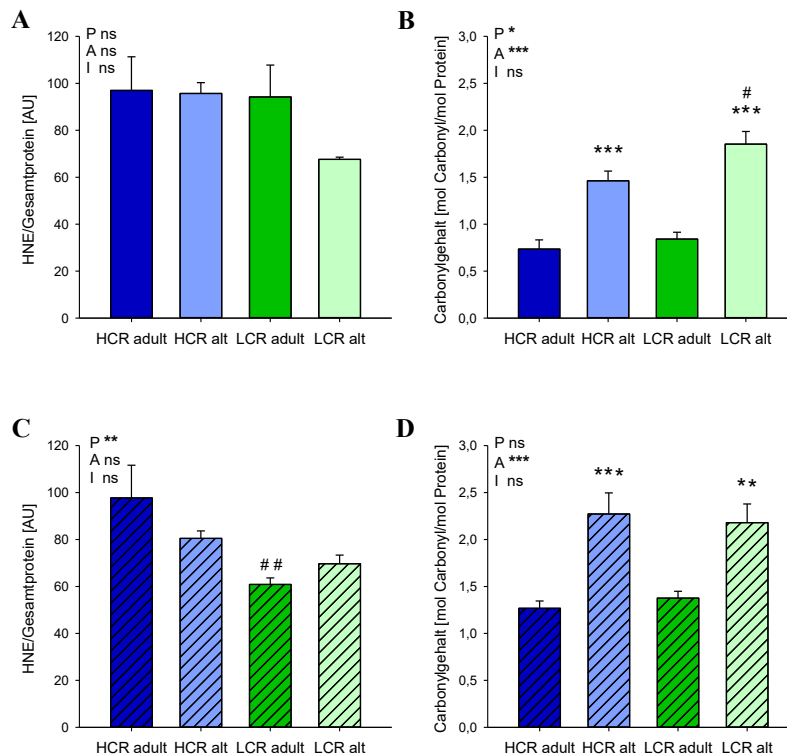 A
P ns
A ns
I ns
HNE/Gesamtprotein [AU]
120
100
80
60
40
20
0
HCR adult HCR alt LCR adult LCR alt
B
P *
A ***
I ns
Carbonylgehalt [mol Carbonyl/mol Protein]
3,0
2,5
2,0
1,5
1,0
0,5
0,0
***
#
***
HCR adult HCR alt LCR adult LCR alt
C
P **
A ns
I ns
HNE/Gesamtprotein [AU]
120
100
80
60
40
20
0
# #
HCR adult HCR alt LCR adult LCR alt
D
P ns
A ***
I ns
Carbonylgehalt [mol Carbonyl/mol Protein]
3,0
2,5
2,0
1,5
1,0
0,5
0,0
***
**
HCR adult HCR alt LCR adult LCR alt